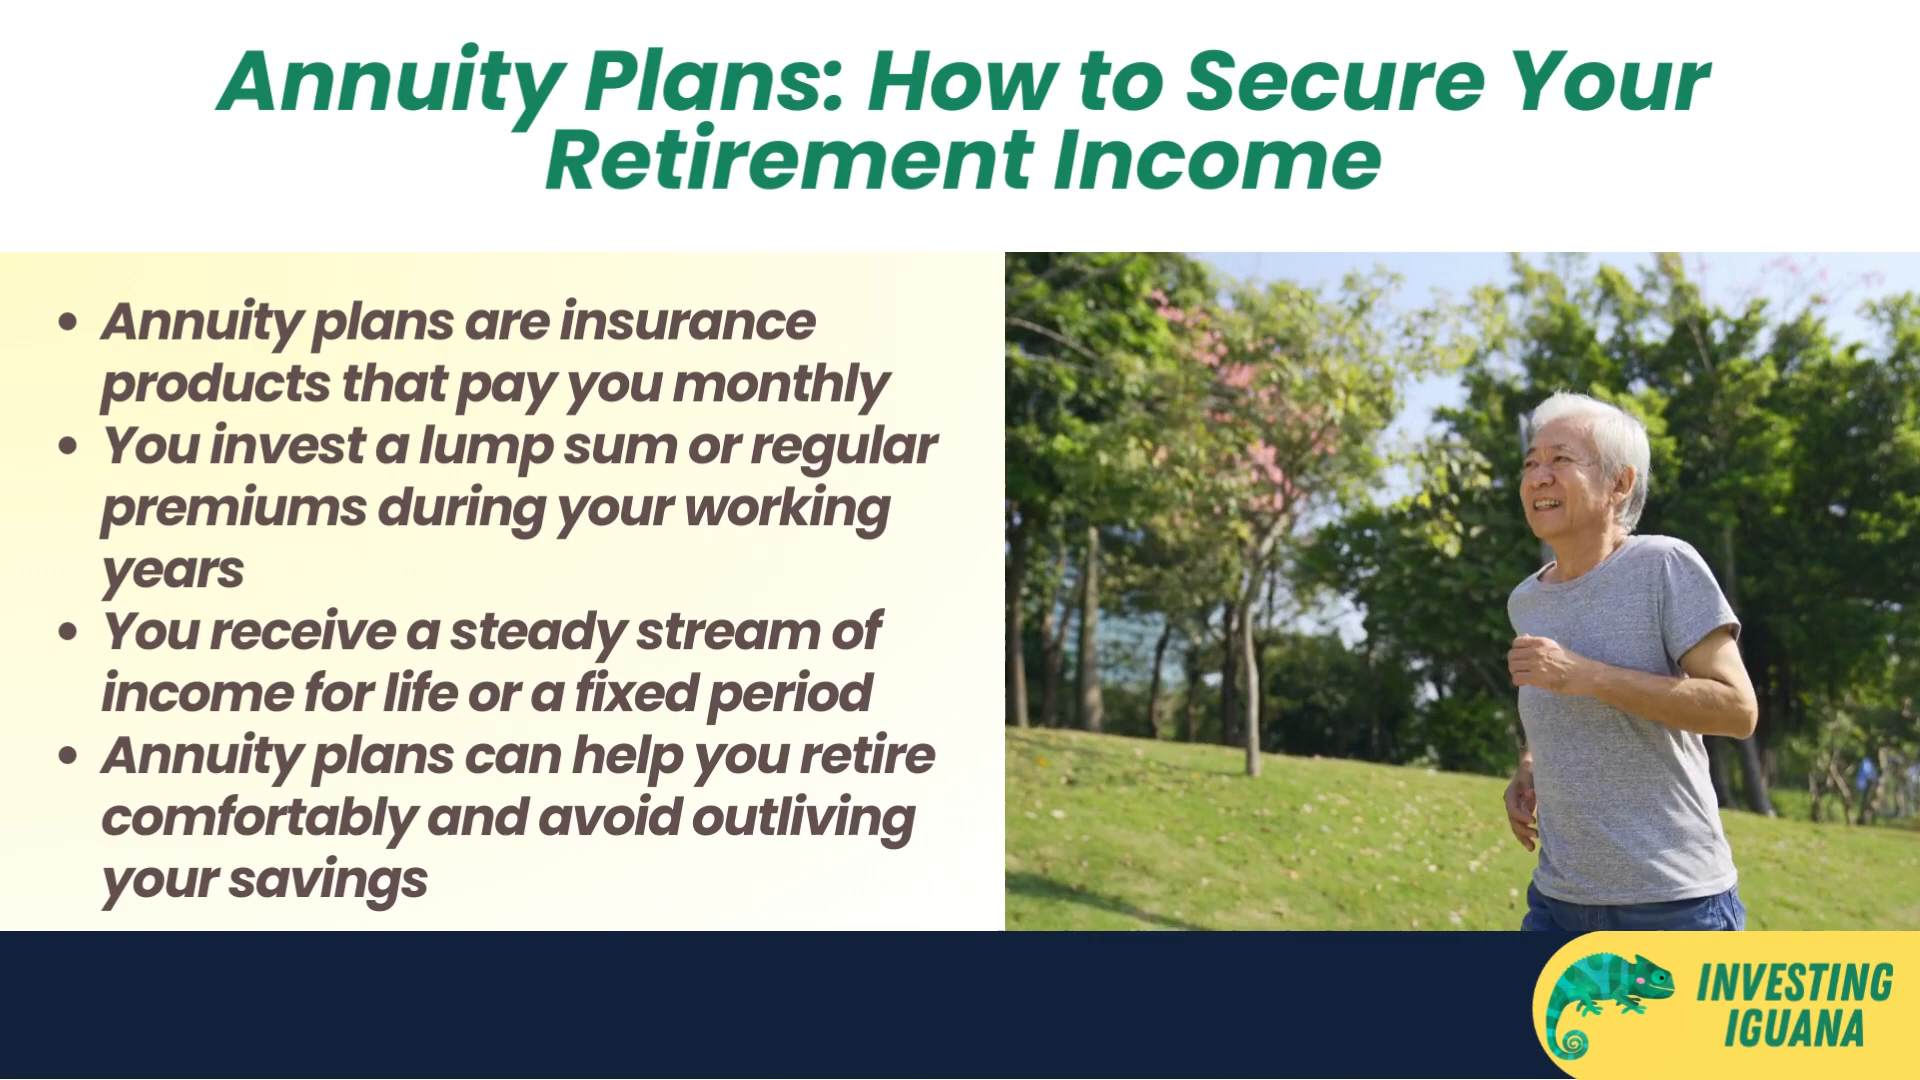 Annuity Plans: How to Secure Your
Retirement Income
• Annuity plans are insurance
products that pay you monthly
• You invest a lump sum or regular
premiums during your working
years
• You receive a steady stream of
income for life or a fixed period
• Annuity plans can help you retire
comfortably and avoid outliving
your savings
INVESTING
IGUANA